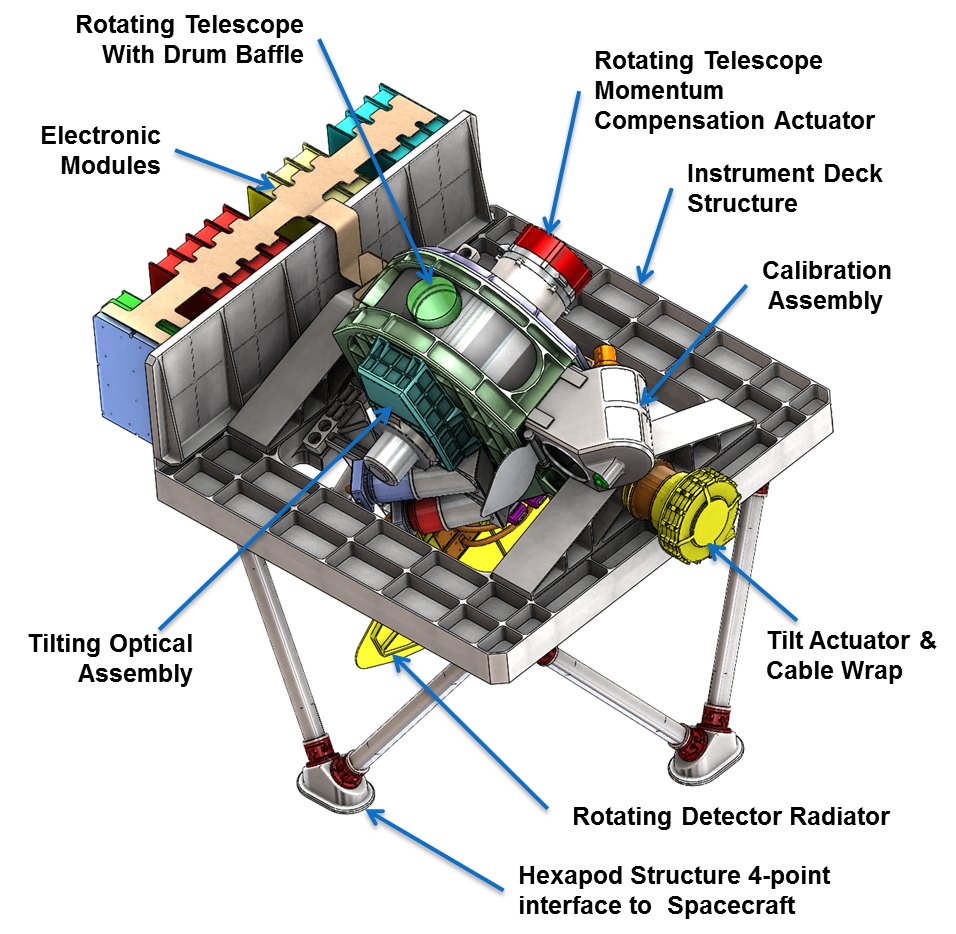 Rotating Telescope
With Drum Baffle
Rotating Telescope
Momentum
Compensation Actuator
Electronic
Modules
Instrument Deck
Structure
Calibration
Assembly
Tilting Optical
Assembly
Tilt Actuator &
Cable Wrap
Rotating Detector Radiator
Hexapod Structure 4-point
interface to Spacecraft